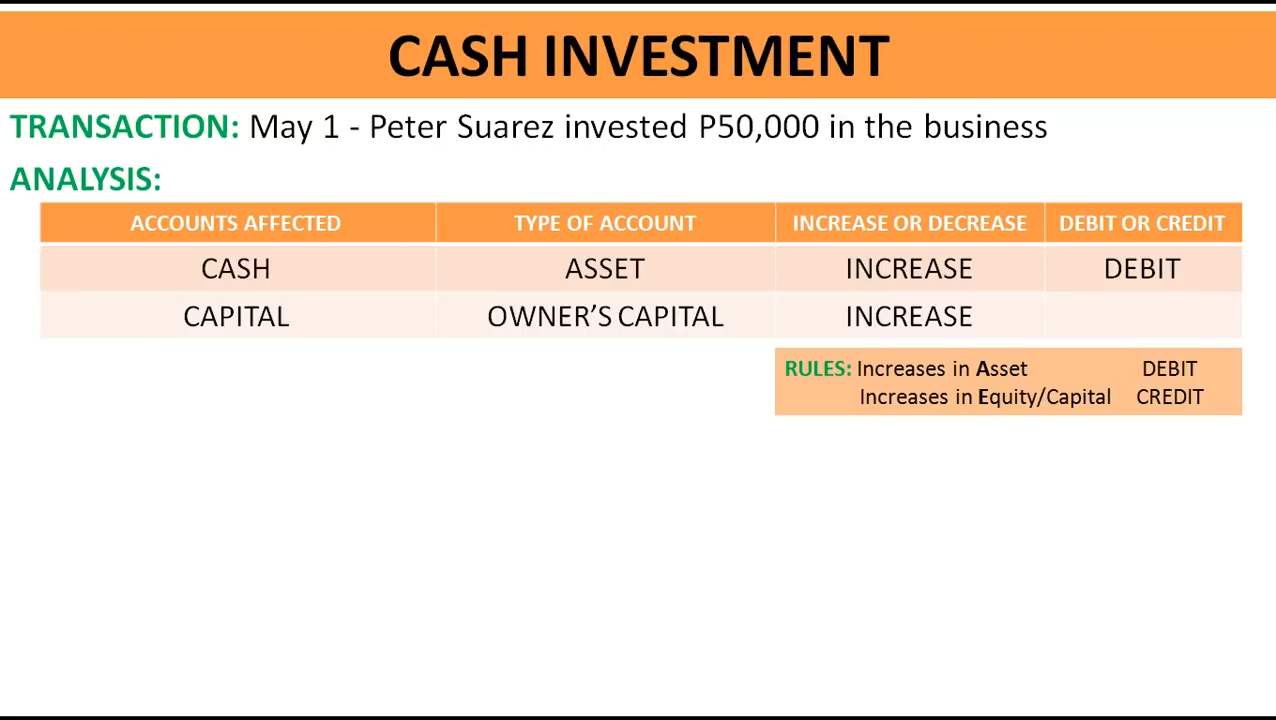 CASH INVESTMENT
TRANSACTION: May 1 - Peter Suarez invested P50,000 in the business
ANALYSIS:
ACCOUNTS AFFECTED TYPE OF ACCOUNT INCREASE OR DECREASE DEBIT OR CREDIT
CASH ASSET INCREASE DEBIT
CAPITAL OWNER’S CAPITAL INCREASE
RULES: Increases in Asset DEBIT
Increases in Equity/Capital CREDIT